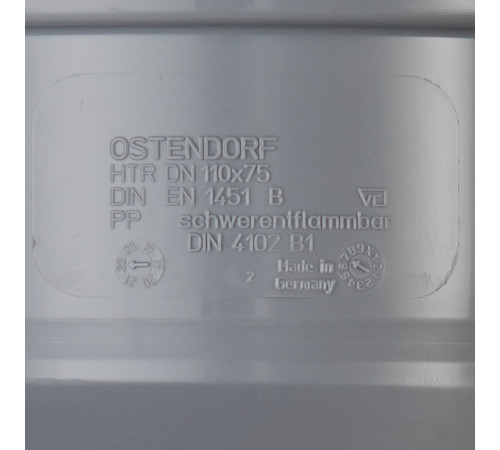 OSTENDORF
HTR DN 110x75
DIN EN 1451 B
PP schwerentflammbar
DIN 4102 B1
2 Made in
Germany